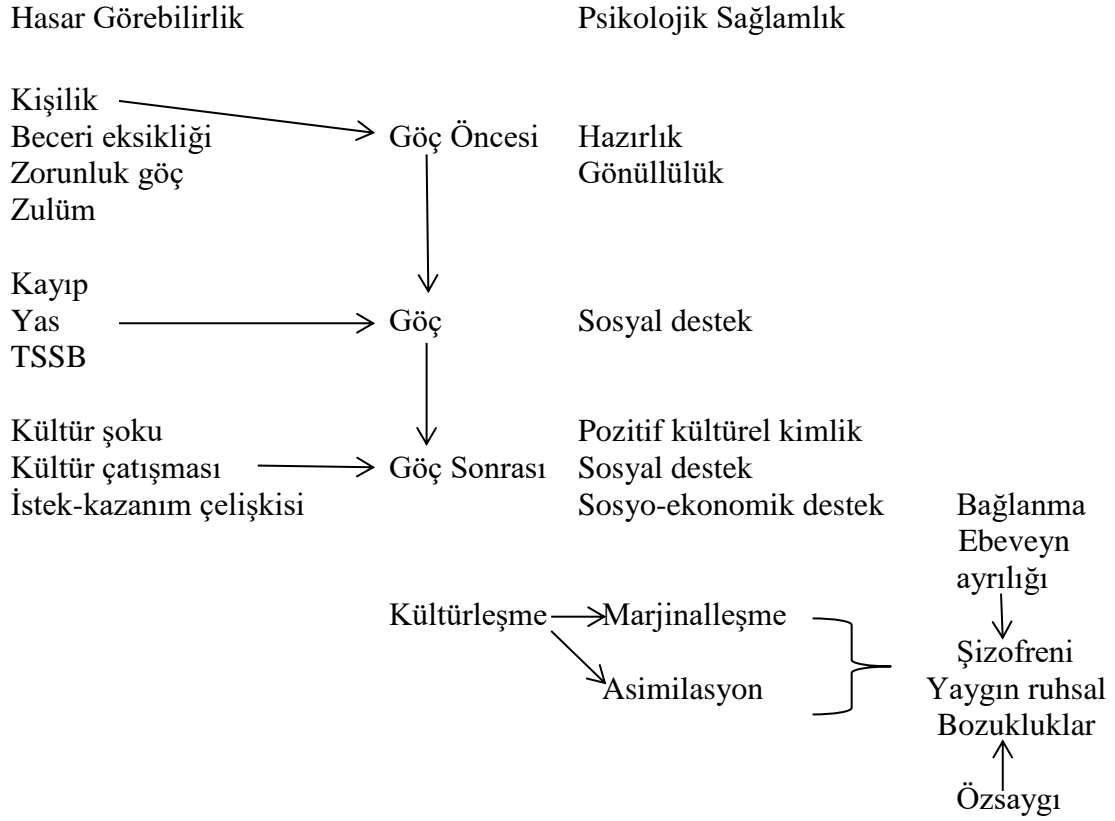 Hasar Görebilirlik Psikolojik Sağlamlık
Kişilik
Beceri eksikliği Göç Öncesi Hazırlık
Zorunluk göç Gönüllülük
Zulüm
Kayıp
Yas Göç Sosyal destek
TSSB
Kültür şoku Pozitif kültürel kimlik
Kültür çatışması Göç Sonrası Sosyal destek
İstek-kazanım çelişkisi Sosyo-ekonomik destek Bağlanma
Ebeveyn
ayrılığı
Kültürleşme Marjinalleşme
Şizofreni
Asimilasyon Yaygın ruhsal
Bozukluklar
Özsaygı